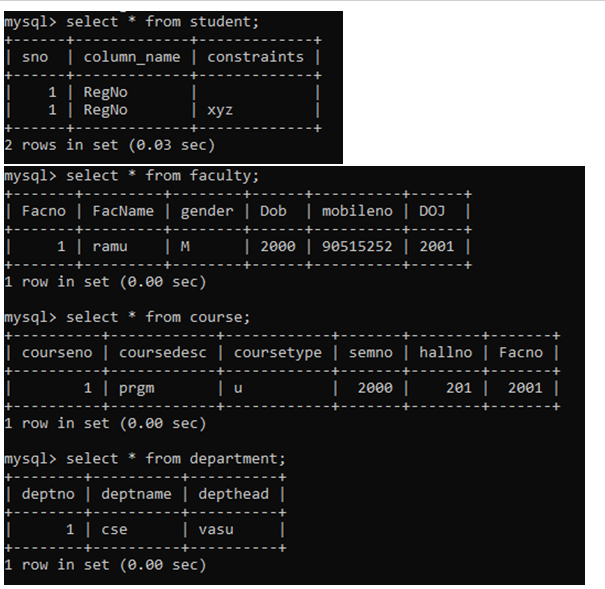 mysql> select * from student;
+------+-------------+-------------+
| sno | column_name | constraints |
+------+-------------+-------------+
| 1 | RegNo | |
| 1 | RegNo | xyz |
+------+-------------+-------------+
2 rows in set (0.03 sec)
mysql> select * from faculty;
+-------+---------+--------+------+----------+------+
| Facno | FacName | gender | Dob | mobileno | DOJ |
+-------+---------+--------+------+----------+------+
| 1 | ramu | M | 2000 | 90515252 | 2001 |
+-------+---------+--------+------+----------+------+
1 row in set (0.00 sec)
mysql> select * from course;
+----------+------------+------------+-------+--------+-------+
| courseno | coursedesc | coursetype | semno | hallno | Facno |
+----------+------------+------------+-------+--------+-------+
| 1 | prgm | u | 2000 | 201 | 2001 |
+----------+------------+------------+-------+--------+-------+
1 row in set (0.00 sec)
mysql> select * from department;
+--------+----------+----------+
| deptno | deptname | depthead |
+--------+----------+----------+
| 1 | cse | vasu |
+--------+----------+----------+
1 row in set (0.00 sec)